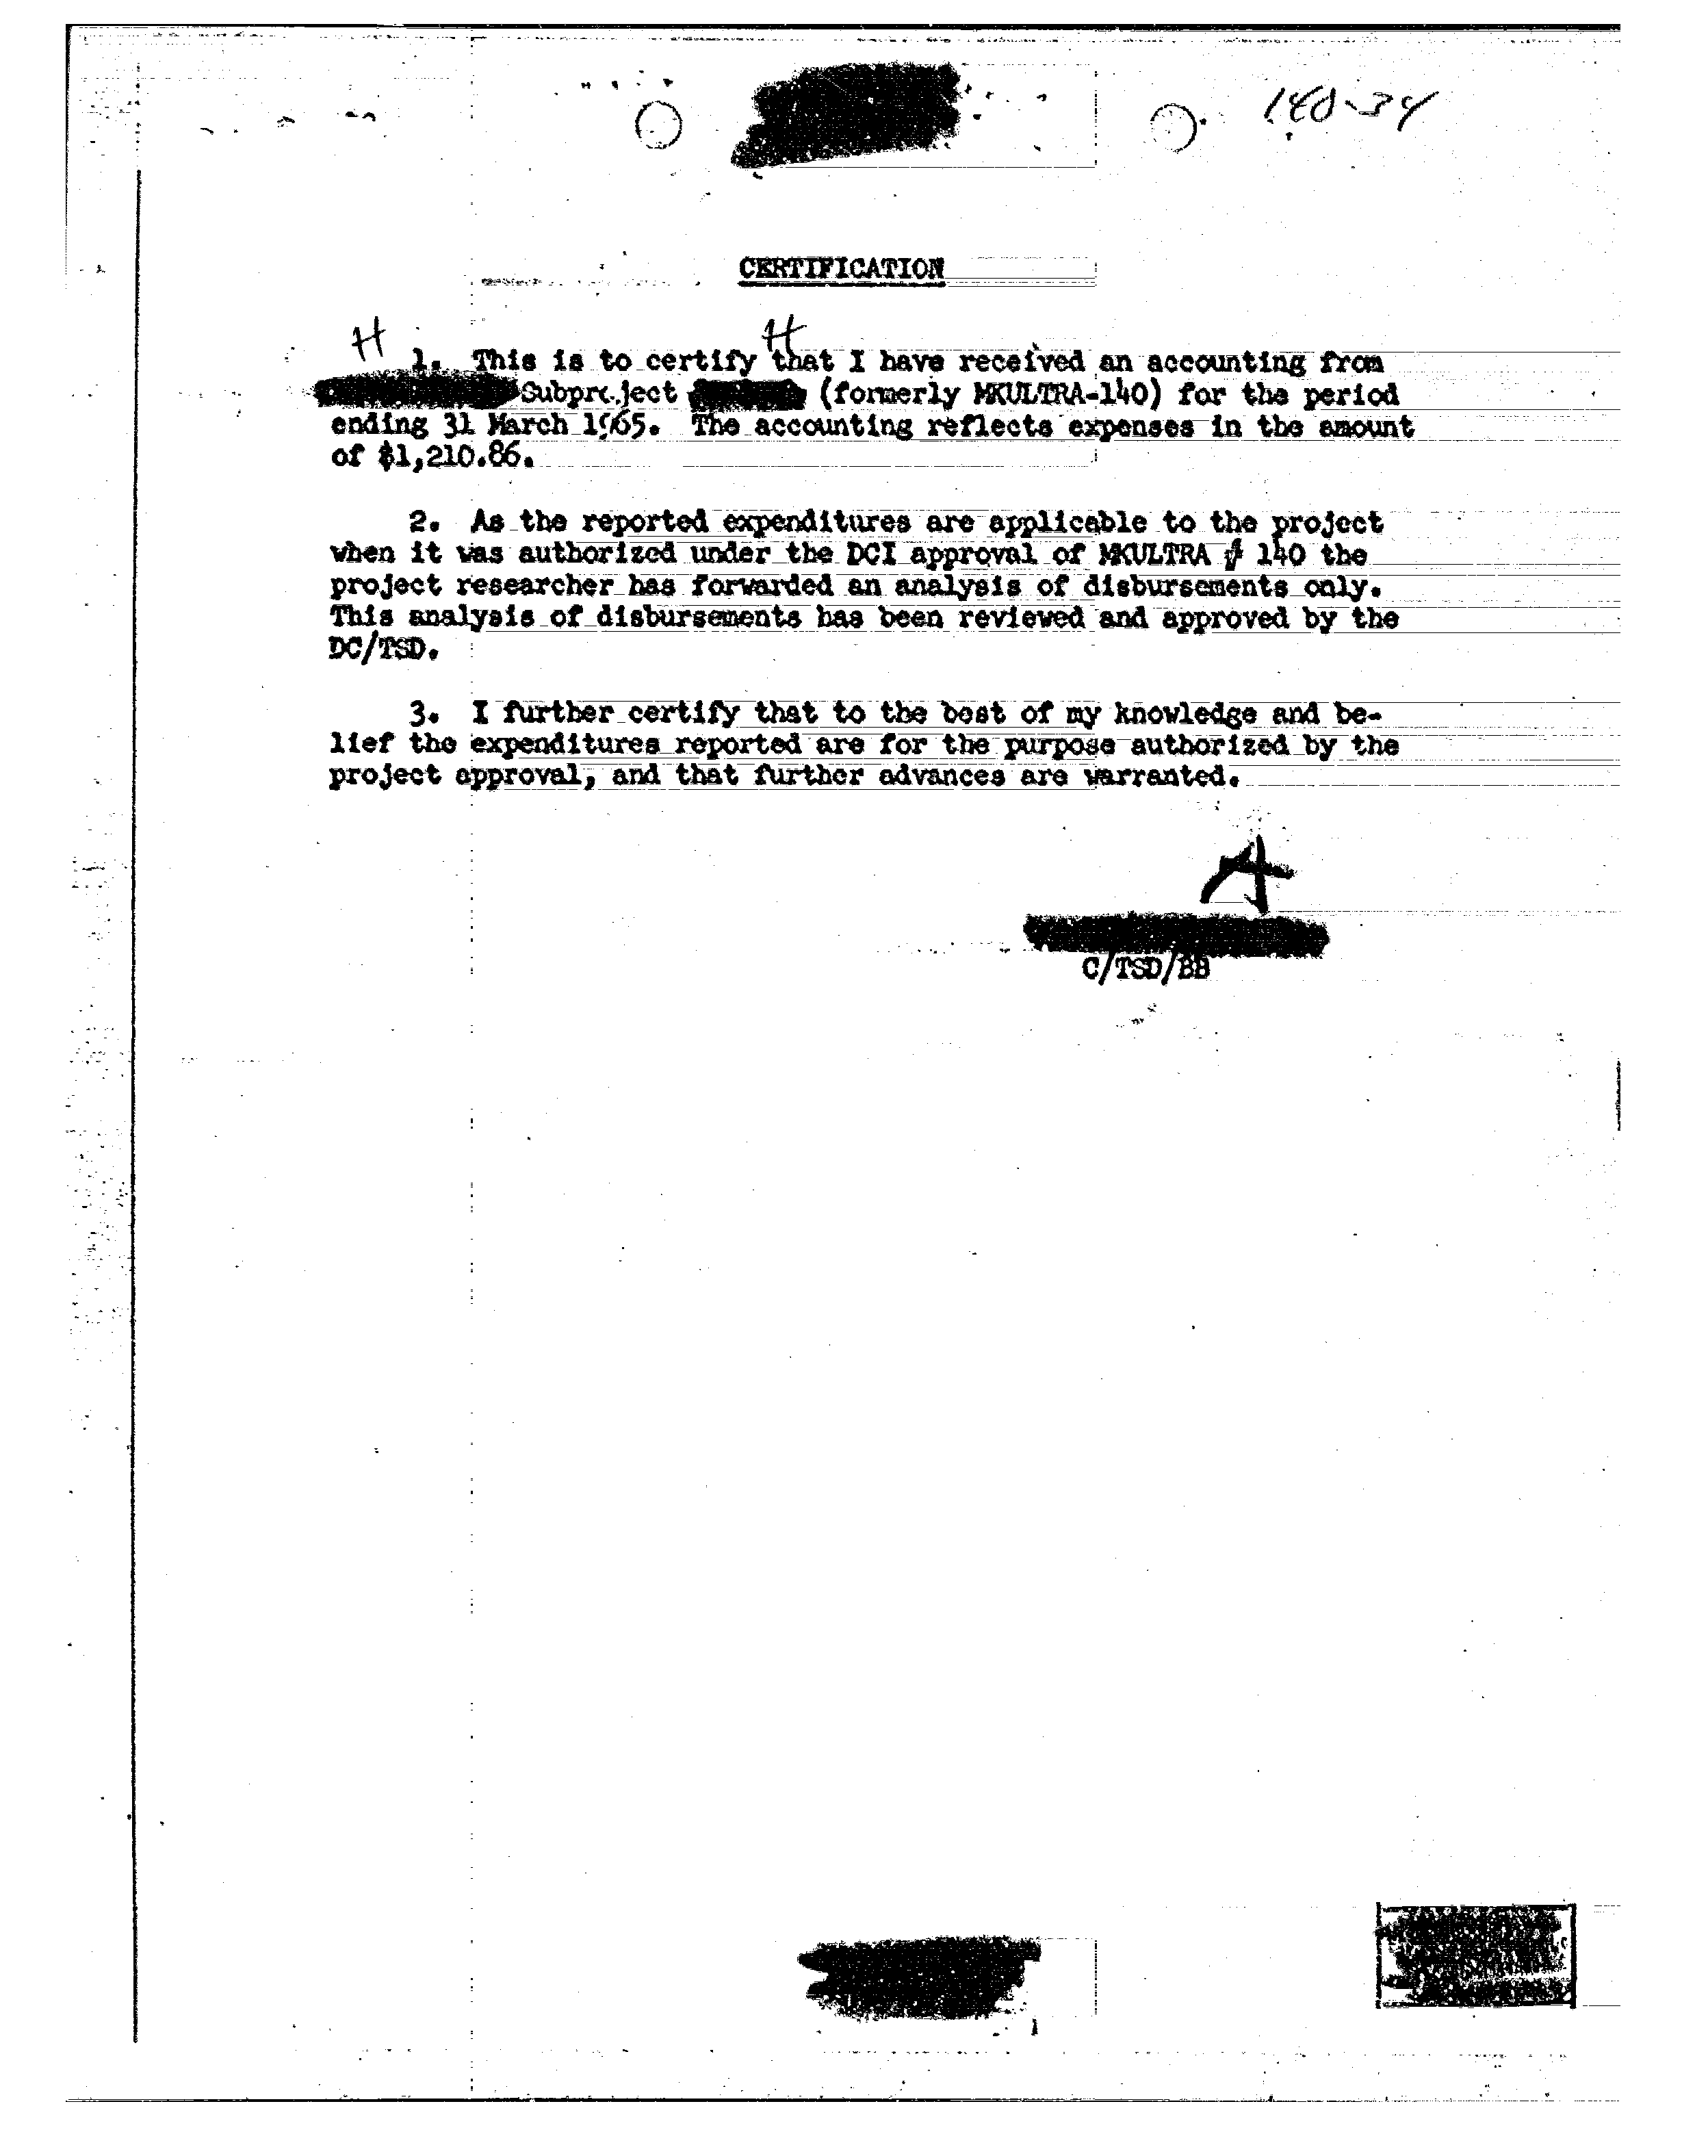 140-34
CERTIFICATION
H H
1. This is to certify that I have received an accounting from
Subproject (formerly MKULTRA-140) for the period
ending 31 March 1965. The accounting reflects expenses in the amount
of $1,210.86.
2. As the reported expenditures are applicable to the project
when it was authorized under the DCI approval of MKULTRA # 140 the
project researcher has forwarded an analysis of disbursements only.
This analysis of disbursements has been reviewed and approved by the
DC/TSD.
3. I further certify that to the best of my knowledge and be-
lief the expenditures reported are for the purpose authorized by the
project approval, and that further advances are warranted.
A
C/TSD/BB